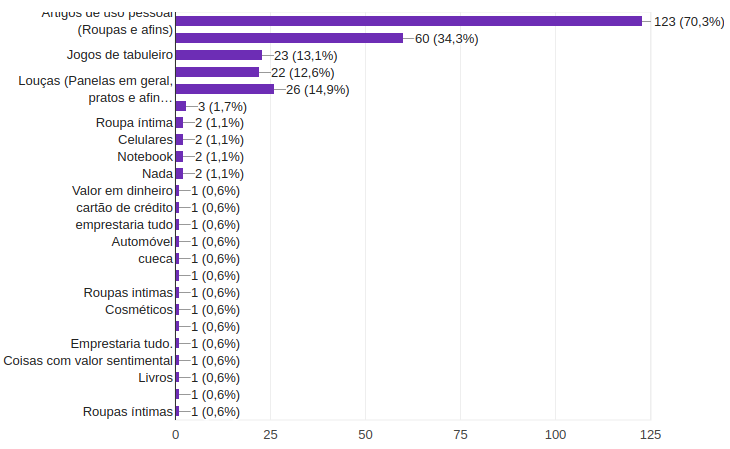 Artigos de uso pessoal
(Roupas e afins)
123 (70,3%)
60 (34,3%)
Jogos de tabuleiro
23 (13,1%)
22 (12,6%)
Louças (Panelas em geral,
pratos e afin…
26 (14,9%)
3 (1,7%)
Roupa íntima
2 (1,1%)
Celulares
2 (1,1%)
Notebook
2 (1,1%)
Nada
2 (1,1%)
Valor em dinheiro
1 (0,6%)
cartão de crédito
1 (0,6%)
emprestaria tudo
1 (0,6%)
Automóvel
1 (0,6%)
cueca
1 (0,6%)
1 (0,6%)
Roupas intimas
1 (0,6%)
Cosméticos
1 (0,6%)
1 (0,6%)
Emprestaria tudo.
1 (0,6%)
Coisas com valor sentimental
1 (0,6%)
Livros
1 (0,6%)
1 (0,6%)
Roupas íntimas
1 (0,6%)
0 25 50 75 100 125